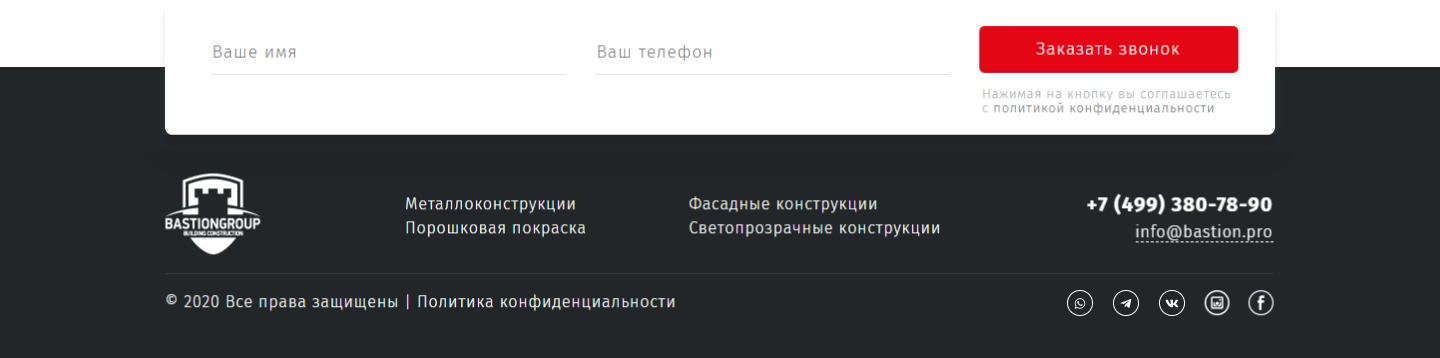 Ваше имя
Ваш телефон
Заказать звонок
Нажимая на кнопку вы соглашаетесь
с политикой конфиденциальности
BASTIONGROUP
BUILDING CONSTRUCTION
Металлоконструкции
Порошковая покраска
Фасадные конструкции
Светопрозрачные конструкции
+7 (499) 380-78-90
info@bastion.pro
© 2020 Все права защищены | Политика конфиденциальности